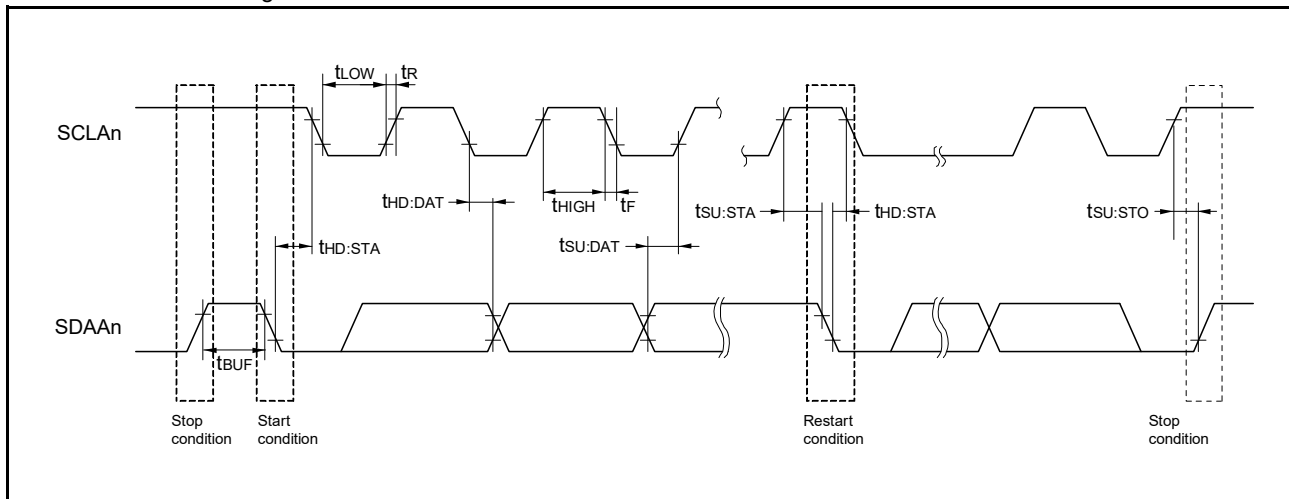 tLOW tR
SCLAn
tHD:DAT tHIGH tF tSU:STA tHD:STA tSU:STO
tHD:STA tSU:DAT
SDAAn
tBUF
Stop condition
Start condition
Restart condition
Stop condition